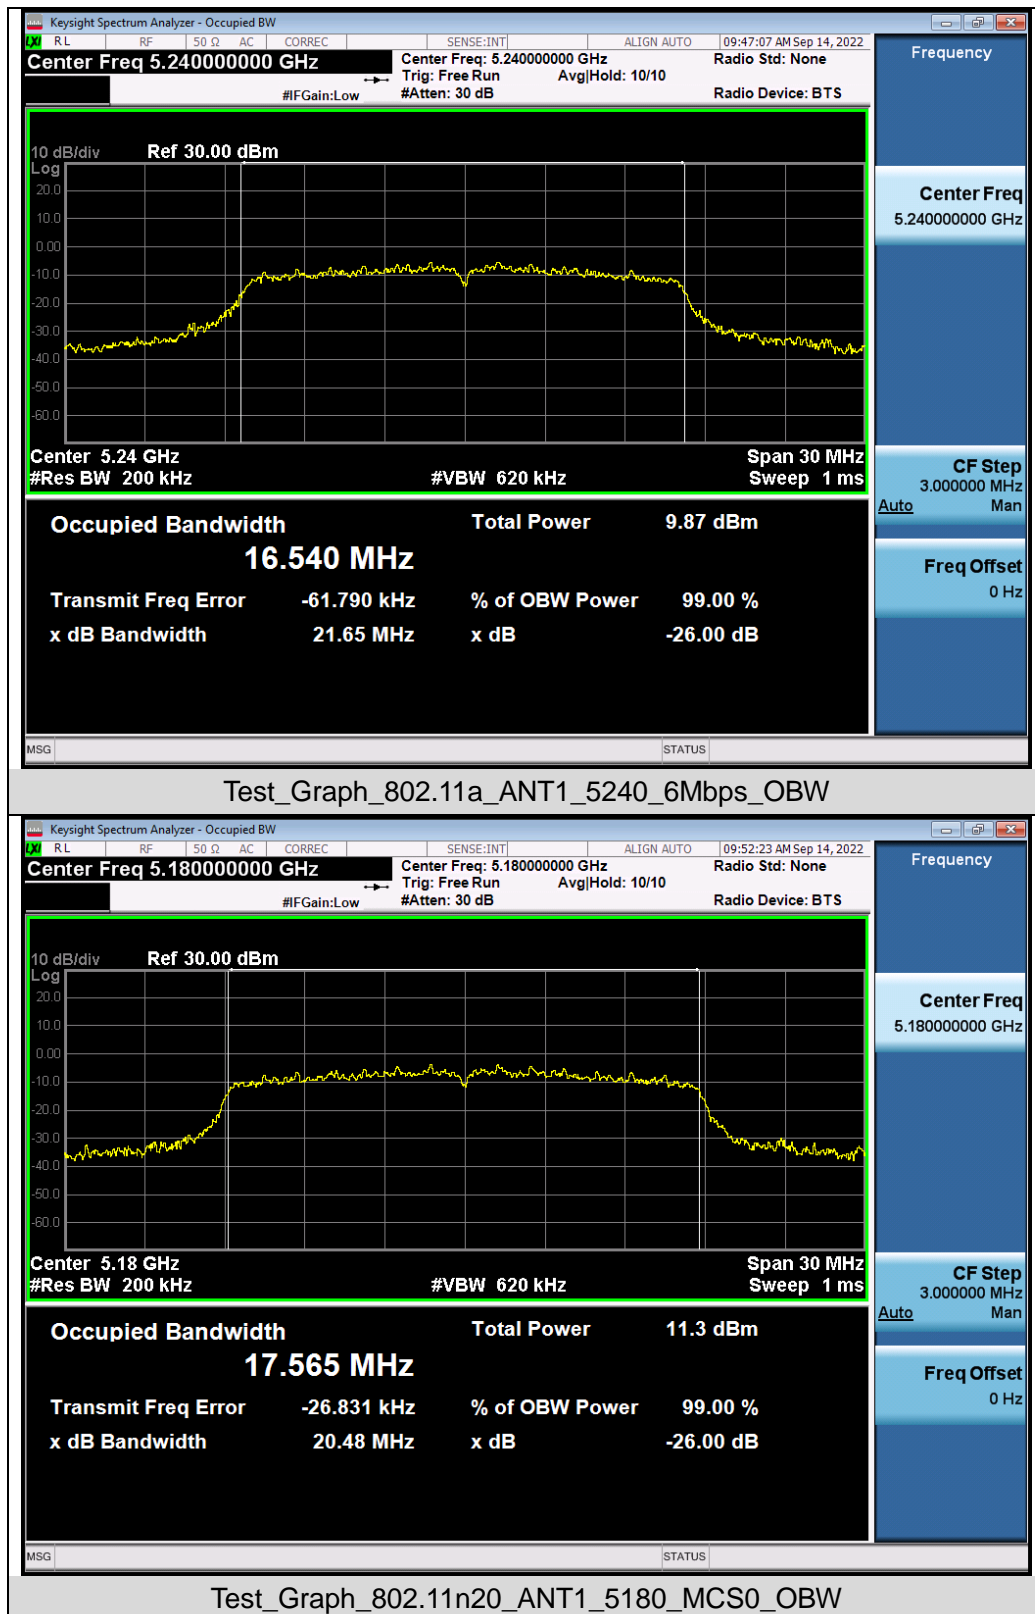 Keysight Spectrum Analyzer - Occupied BW
LXI RL RF 50 Ω AC CORREC SENSE:INT ALIGN AUTO 09:47:07 AM Sep 14, 2022
Center Freq 5.240000000 GHz
Center Freq: 5.240000000 GHz Radio Std: None
Trig: Free Run Avg|Hold: 10/10
#IFGain:Low #Atten: 30 dB Radio Device: BTS
Frequency
10 dB/div Ref 30.00 dBm
Log
20.0
10.0
0.00
-10.0
-20.0
-30.0
-40.0
-50.0
-60.0
Center 5.24 GHz Span 30 MHz
#Res BW 200 kHz #VBW 620 kHz Sweep 1 ms
Center Freq
5.240000000 GHz
CF Step
3.000000 MHz
Auto Man
Freq Offset
0 Hz
Occupied Bandwidth Total Power 9.87 dBm
16.540 MHz
Transmit Freq Error -61.790 kHz % of OBW Power 99.00 %
x dB Bandwidth 21.65 MHz x dB -26.00 dB
MSG STATUS
Test_Graph_802.11a_ANT1_5240_6Mbps_OBW
Keysight Spectrum Analyzer - Occupied BW
LXI RL RF 50 Ω AC CORREC SENSE:INT ALIGN AUTO 09:52:23 AM Sep 14, 2022
Center Freq 5.180000000 GHz
Center Freq: 5.180000000 GHz Radio Std: None
Trig: Free Run Avg|Hold: 10/10
#IFGain:Low #Atten: 30 dB Radio Device: BTS
Frequency
10 dB/div Ref 30.00 dBm
Log
20.0
10.0
0.00
-10.0
-20.0
-30.0
-40.0
-50.0
-60.0
Center 5.18 GHz Span 30 MHz
#Res BW 200 kHz #VBW 620 kHz Sweep 1 ms
Center Freq
5.180000000 GHz
CF Step
3.000000 MHz
Auto Man
Freq Offset
0 Hz
Occupied Bandwidth Total Power 11.3 dBm
17.565 MHz
Transmit Freq Error -26.831 kHz % of OBW Power 99.00 %
x dB Bandwidth 20.48 MHz x dB -26.00 dB
MSG STATUS
Test_Graph_802.11n20_ANT1_5180_MCS0_OBW